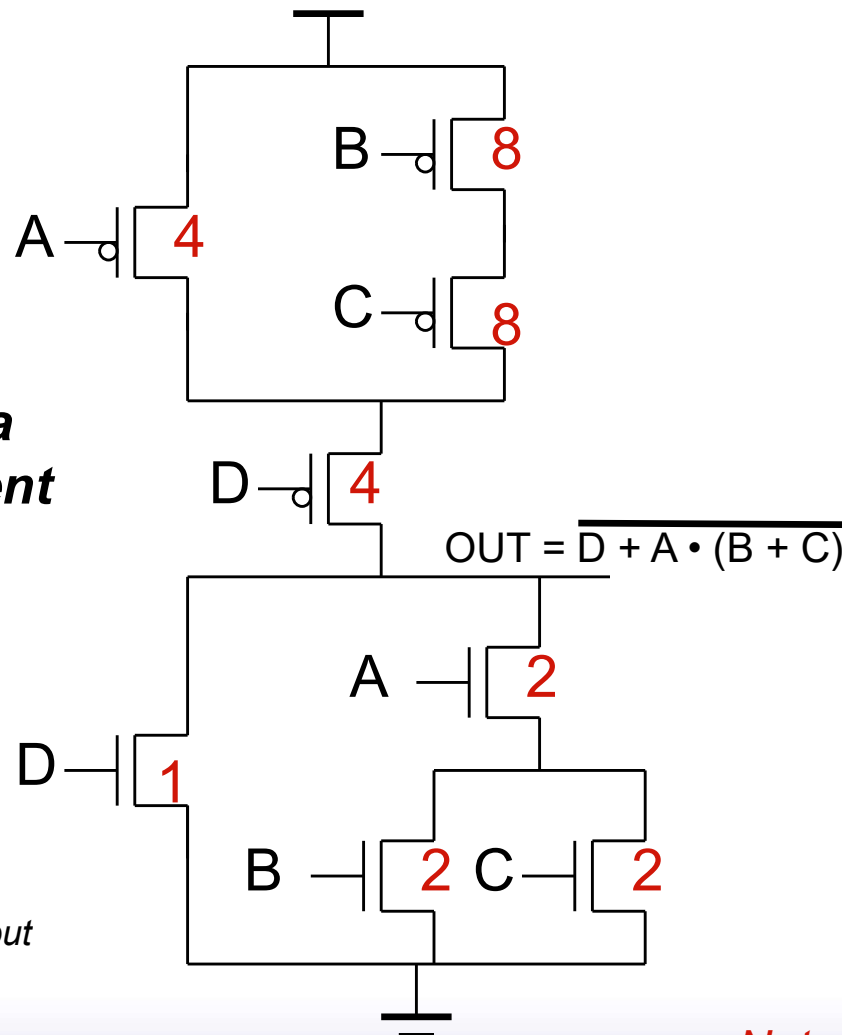 B 8
A 4
C 8
a
ent
D 4
OUT = D + A • (B + C)
A 2
D 1
B 2 C 2
out